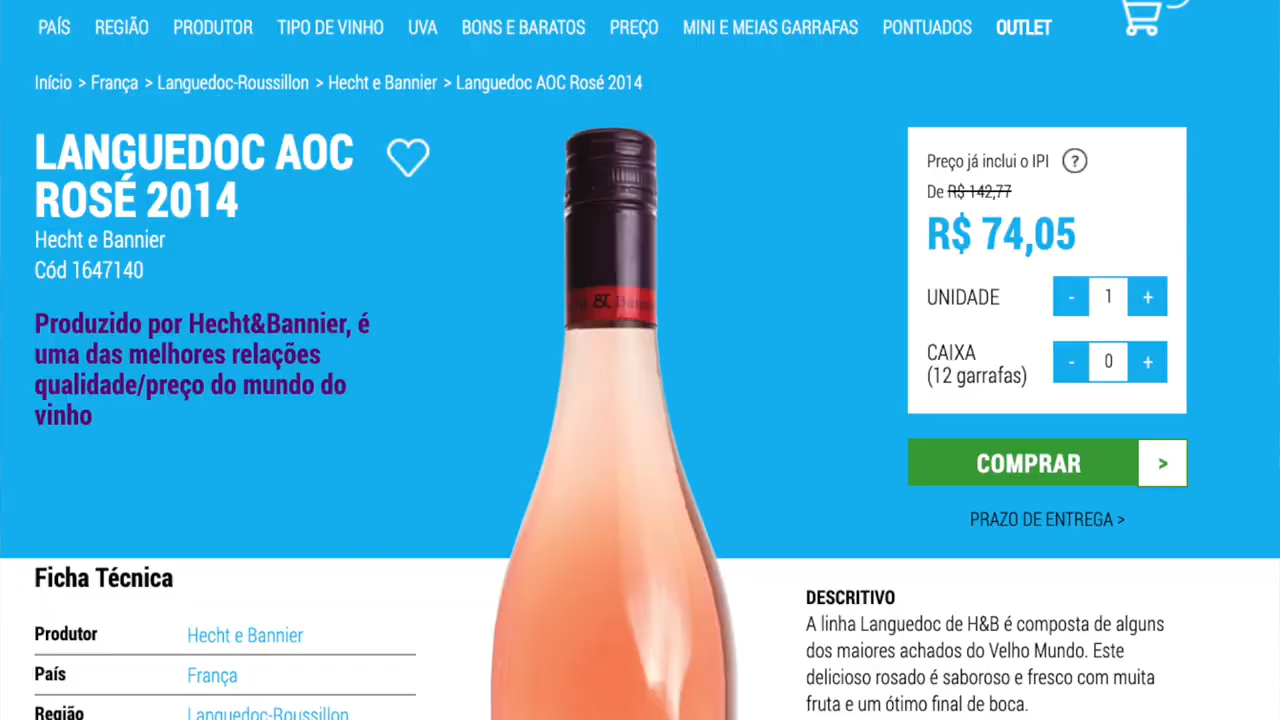 PAÍS REGIÃO PRODUTOR TIPO DE VINHO UVA BONS E BARATOS PREÇO MINI E MEIAS GARRAFAS PONTUADOS OUTLET
Início > França > Languedoc-Roussillon > Hecht e Bannier > Languedoc AOC Rosé 2014
LANGUEDOC AOC
ROSÉ 2014
Hecht e Bannier
Cód 1647140
Produzido por Hecht&Bannier, é
uma das melhores relações
qualidade/preço do mundo do
vinho
Preço já inclui o IPI ?
De R$ 142,77
R$ 74,05
UNIDADE - 1 +
CAIXA
(12 garrafas) - 0 +
COMPRAR >
PRAZO DE ENTREGA >
Ficha Técnica
Produtor Hecht e Bannier
País França
Região Languedoc-Roussillon
DESCRITIVO
A linha Languedoc de H&B é composta de alguns
dos maiores achados do Velho Mundo. Este
delicioso rosado é saboroso e fresco com muita
fruta e um ótimo final de boca.